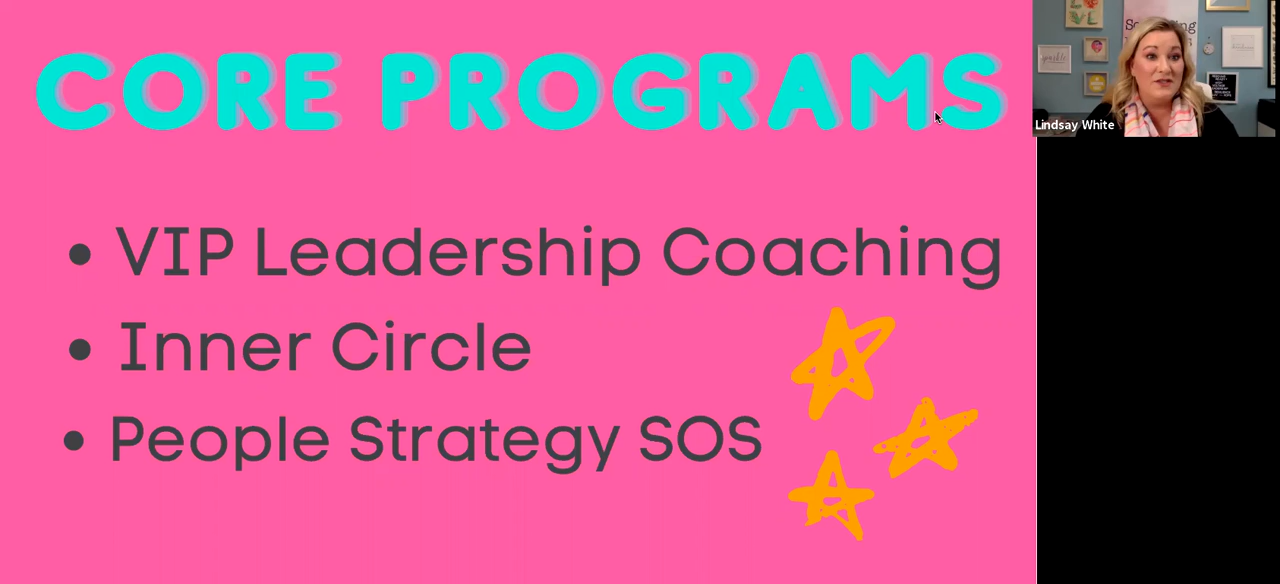 CORE PROGRAMS
• VIP Leadership Coaching
• Inner Circle
• People Strategy SOS
Lindsay White